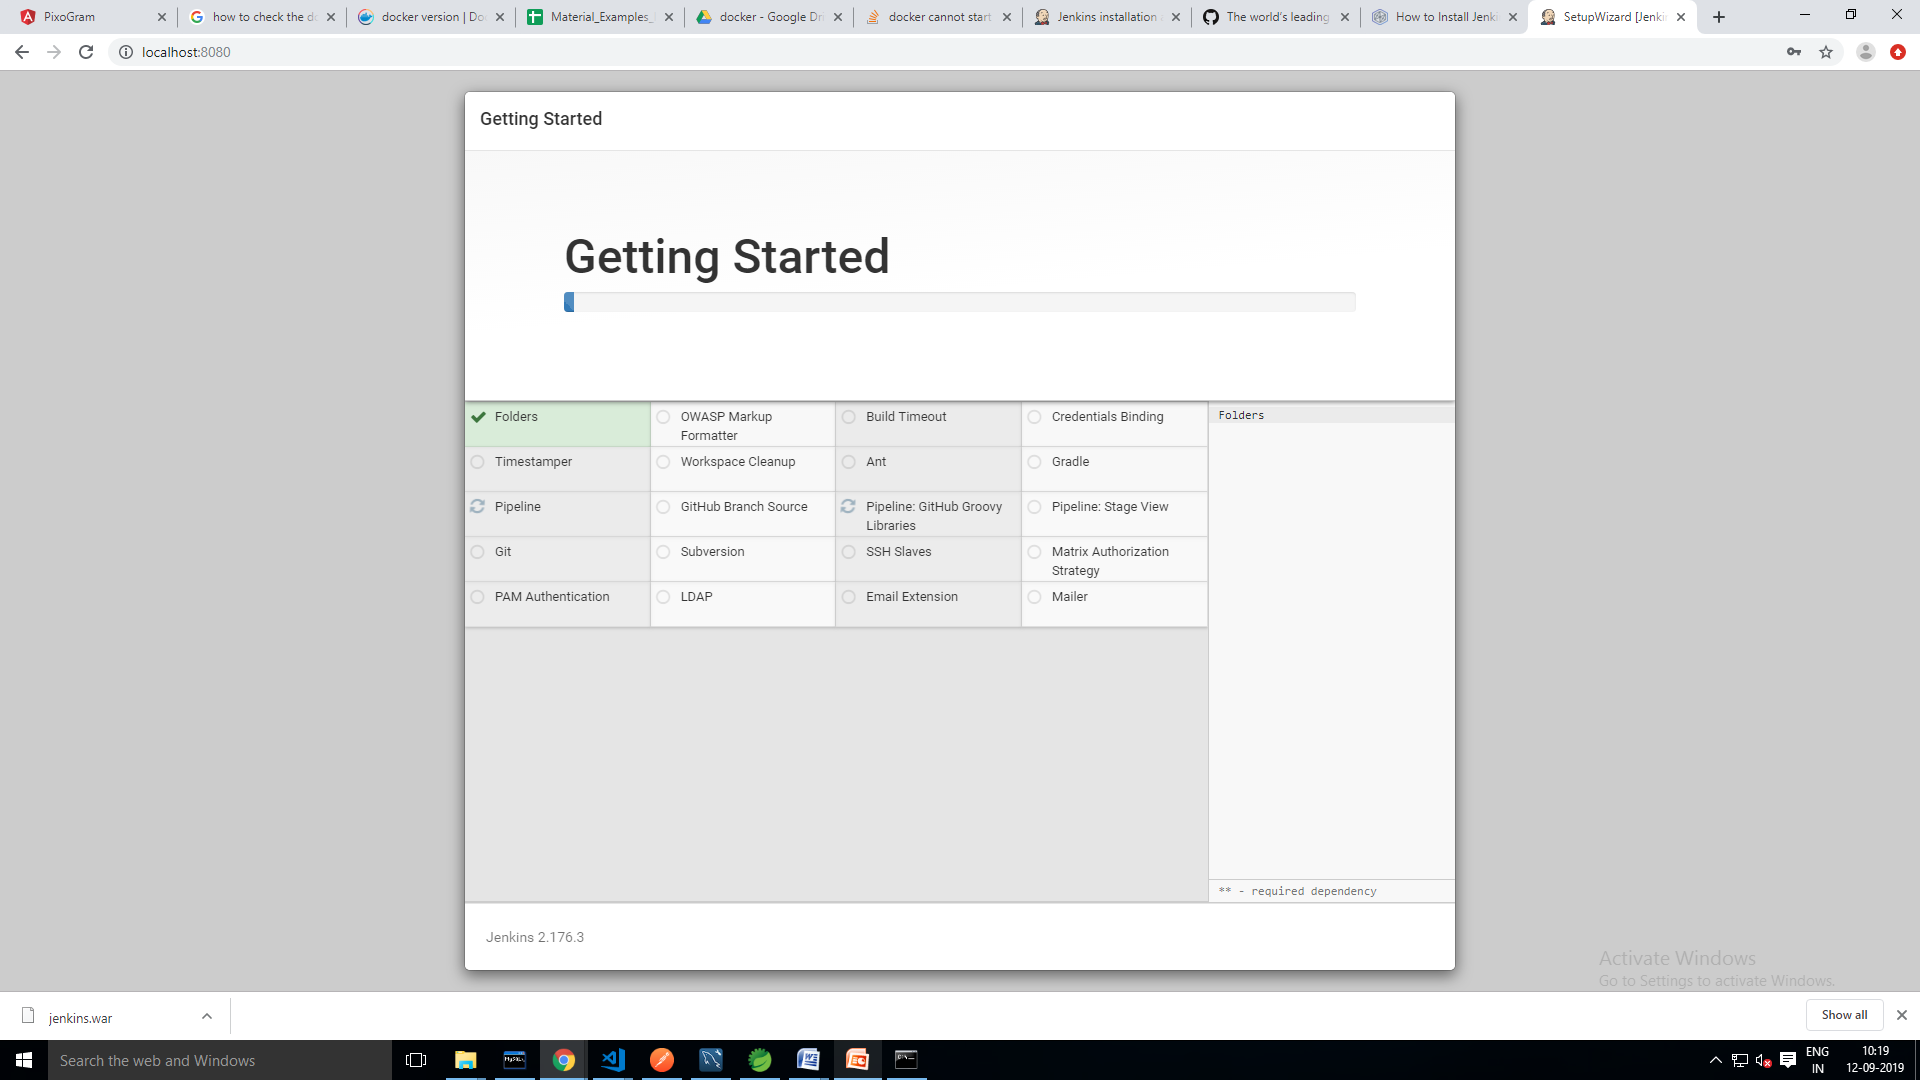 PixoGram
how to check the do
docker version | Do
Material_Examples_
docker - Google Dri
docker cannot start
Jenkins installation
The world's leading
How to Install Jenki
SetupWizard [Jenki
localhost:8080
Getting Started
Getting Started
Folders
OWASP Markup
Formatter
Build Timeout
Credentials Binding
Folders
Timestamper
Workspace Cleanup
Ant
Gradle
Pipeline
GitHub Branch Source
Pipeline: GitHub Groovy
Libraries
Pipeline: Stage View
Git
Subversion
SSH Slaves
Matrix Authorization
Strategy
PAM Authentication
LDAP
Email Extension
Mailer
** - required dependency
Jenkins 2.176.3
Activate Windows
Go to Settings to activate Windows.
jenkins.war
Show all
Search the web and Windows
MySQL
ENG
IN
10:19
12-09-2019